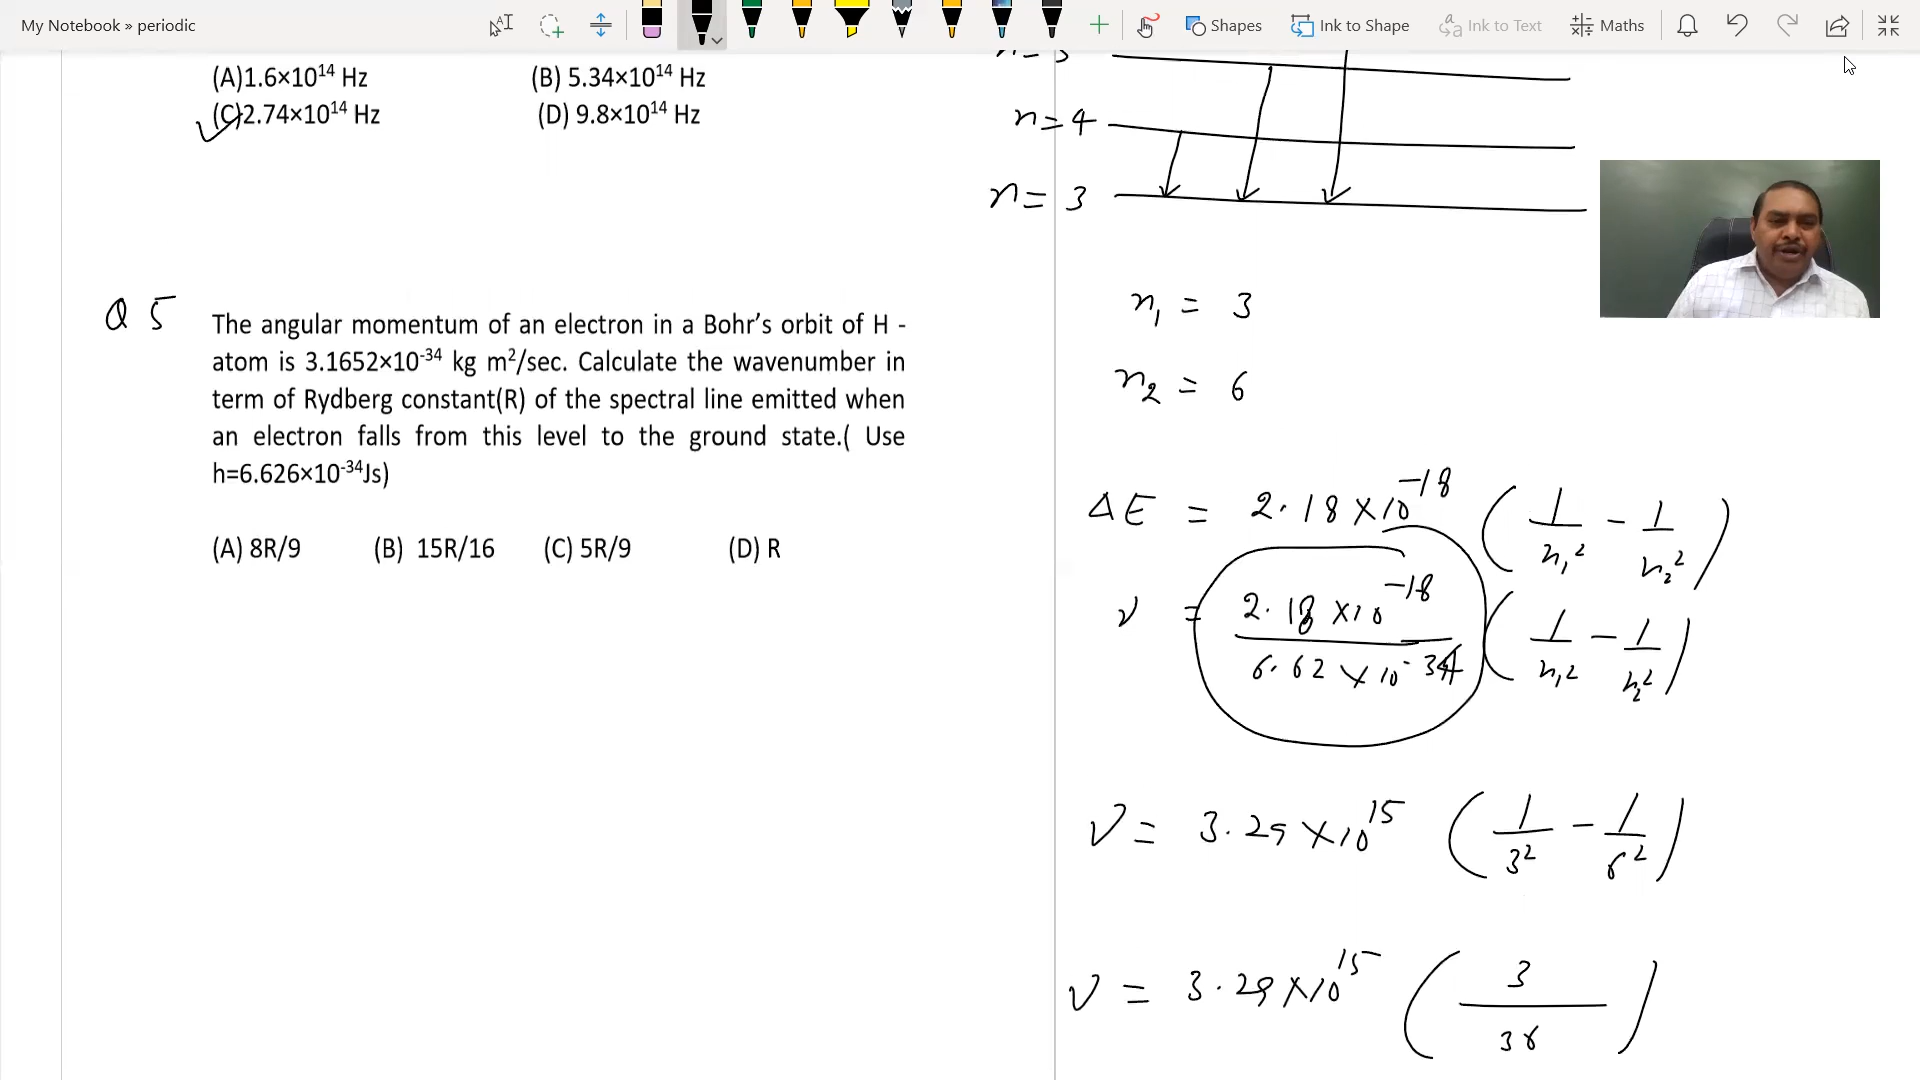 My Notebook » periodic
Shapes
Ink to Shape
Ink to Text
Maths
(A)1.6×10¹⁴ Hz (B) 5.34×10¹⁴ Hz
(C)2.74×10¹⁴ Hz (D) 9.8×10¹⁴ Hz
Q 5
The angular momentum of an electron in a Bohr’s orbit of H -
atom is 3.1652×10⁻³⁴ kg m²/sec. Calculate the wavenumber in
term of Rydberg constant(R) of the spectral line emitted when
an electron falls from this level to the ground state.( Use
h=6.626×10⁻³⁴Js)
(A) 8R/9 (B) 15R/16 (C) 5R/9 (D) R
n = 4
n = 3
n₁ = 3
n₂ = 6
ΔE = 2.18 × 10⁻¹⁸ (1/n₁² − 1/n₂²)
ν = 2.18 × 10⁻¹⁸ / 6.62 × 10⁻³⁴ (1/n₁² − 1/n₂²)
ν = 3.29 × 10¹⁵ (1/3² − 1/6²)
ν = 3.29 × 10¹⁵ (3/36)